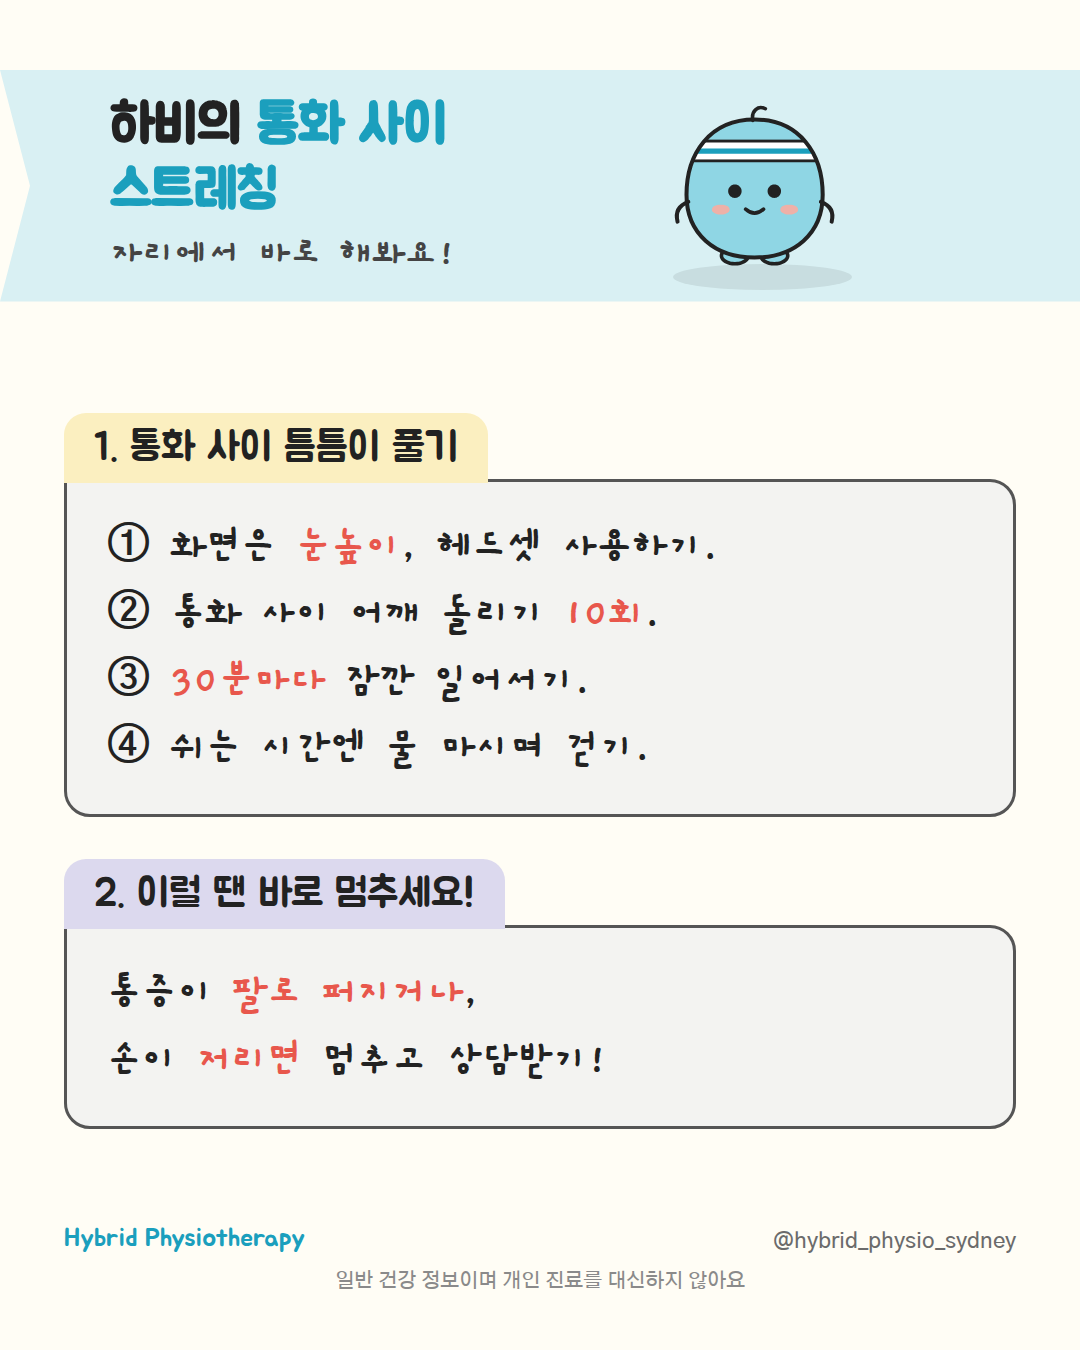 하비의 통화 사이
스트레칭
자리에서 바로 해봐요!
1. 통화 사이 틈틈이 풀기
① 화면은 눈높이, 헤드셋 사용하기.
② 통화 사이 어깨 돌리기 10회.
③ 30분마다 잠깐 일어서기.
④ 쉬는 시간엔 물 마시며 걷기.
2. 이럴 땐 바로 멈추세요!
통증이 팔로 퍼지거나,
손이 저리면 멈추고 상담받기!
Hybrid Physiotherapy
@hybrid_physio_sydney
일반 건강 정보이며 개인 진료를 대신하지 않아요